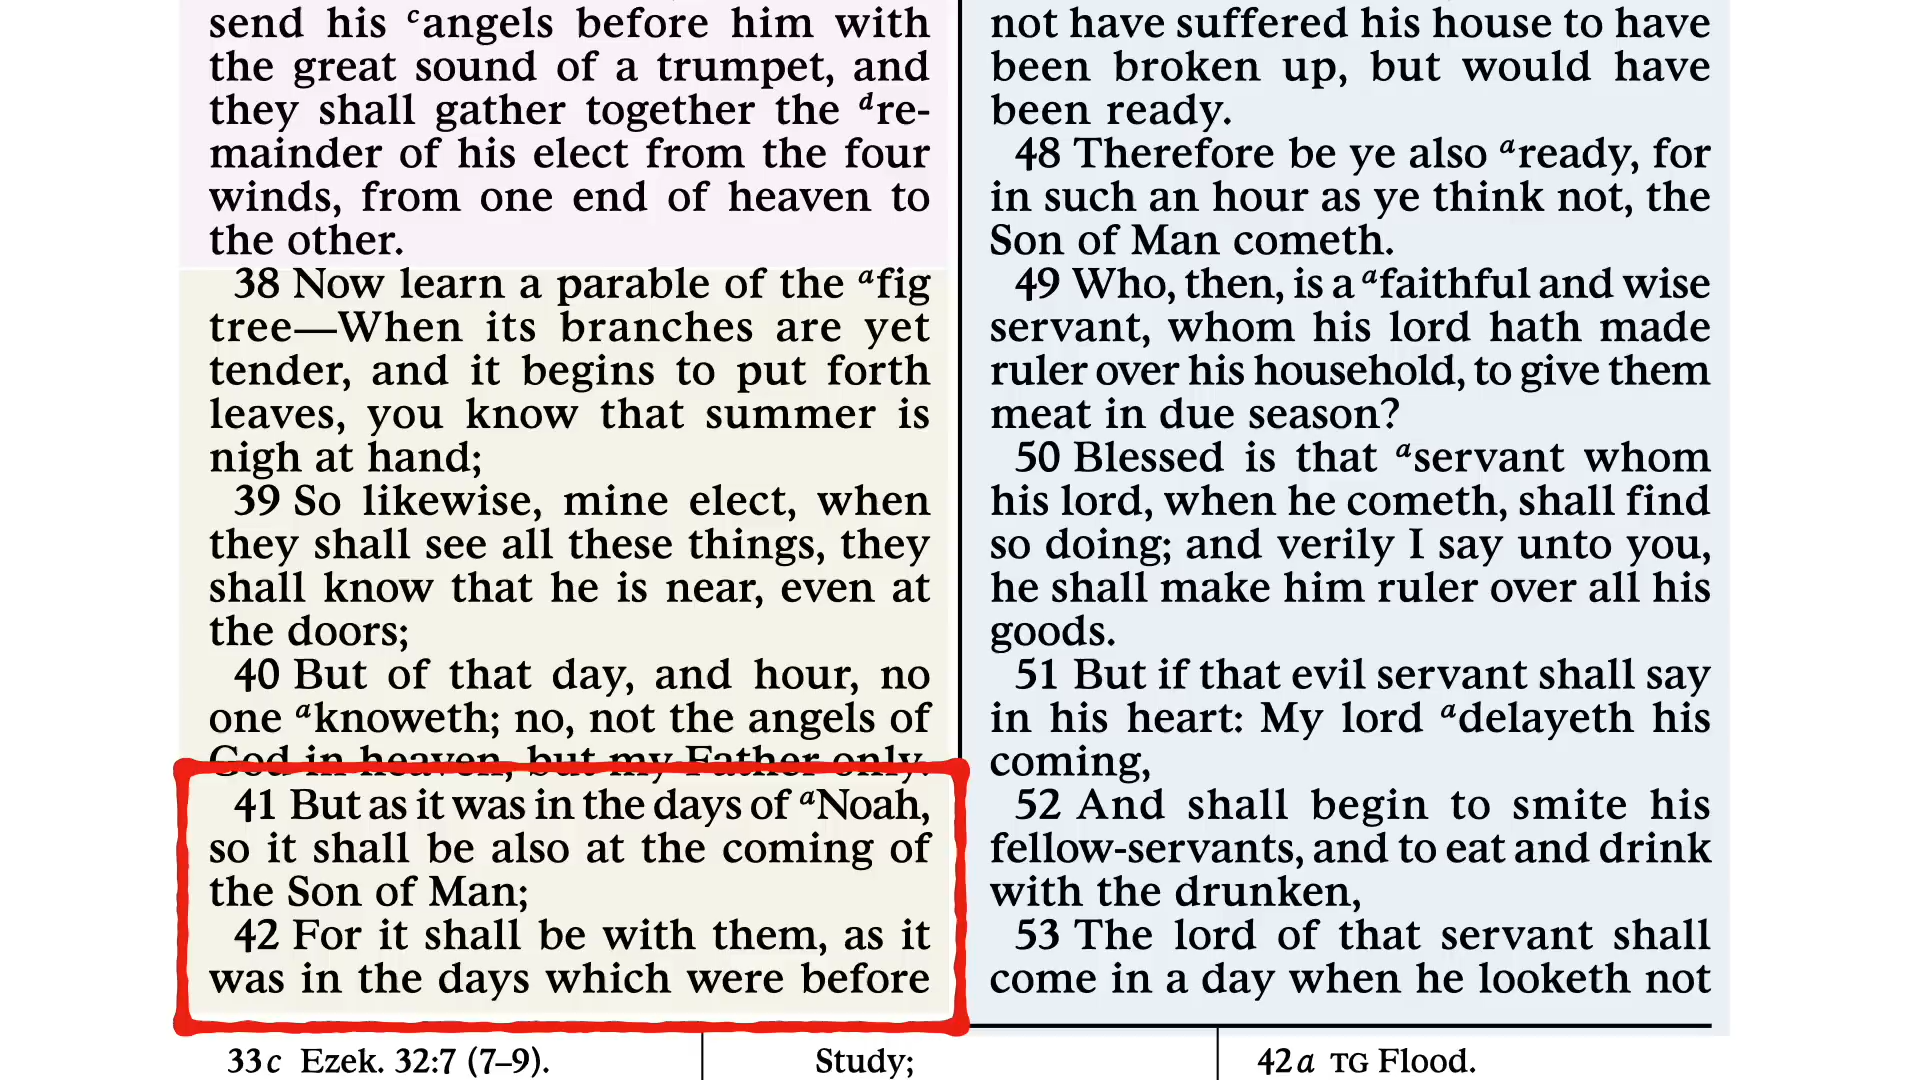 send his cangels before him with
the great sound of a trumpet, and
they shall gather together the dre-
mainder of his elect from the four
winds, from one end of heaven to
the other.
38 Now learn a parable of the afig
tree—When its branches are yet
tender, and it begins to put forth
leaves, you know that summer is
nigh at hand;
39 So likewise, mine elect, when
they shall see all these things, they
shall know that he is near, even at
the doors;
40 But of that day, and hour, no
one aknoweth; no, not the angels of
God in heaven, but my Father only.
41 But as it was in the days of aNoah,
so it shall be also at the coming of
the Son of Man;
42 For it shall be with them, as it
was in the days which were before
not have suffered his house to have
been broken up, but would have
been ready.
48 Therefore be ye also aready, for
in such an hour as ye think not, the
Son of Man cometh.
49 Who, then, is a afaithful and wise
servant, whom his lord hath made
ruler over his household, to give them
meat in due season?
50 Blessed is that aservant whom
his lord, when he cometh, shall find
so doing; and verily I say unto you,
he shall make him ruler over all his
goods.
51 But if that evil servant shall say
in his heart: My lord adelayeth his
coming,
52 And shall begin to smite his
fellow-servants, and to eat and drink
with the drunken,
53 The lord of that servant shall
come in a day when he looketh not
33c Ezek. 32:7 (7–9).
Study;
42a TG Flood.